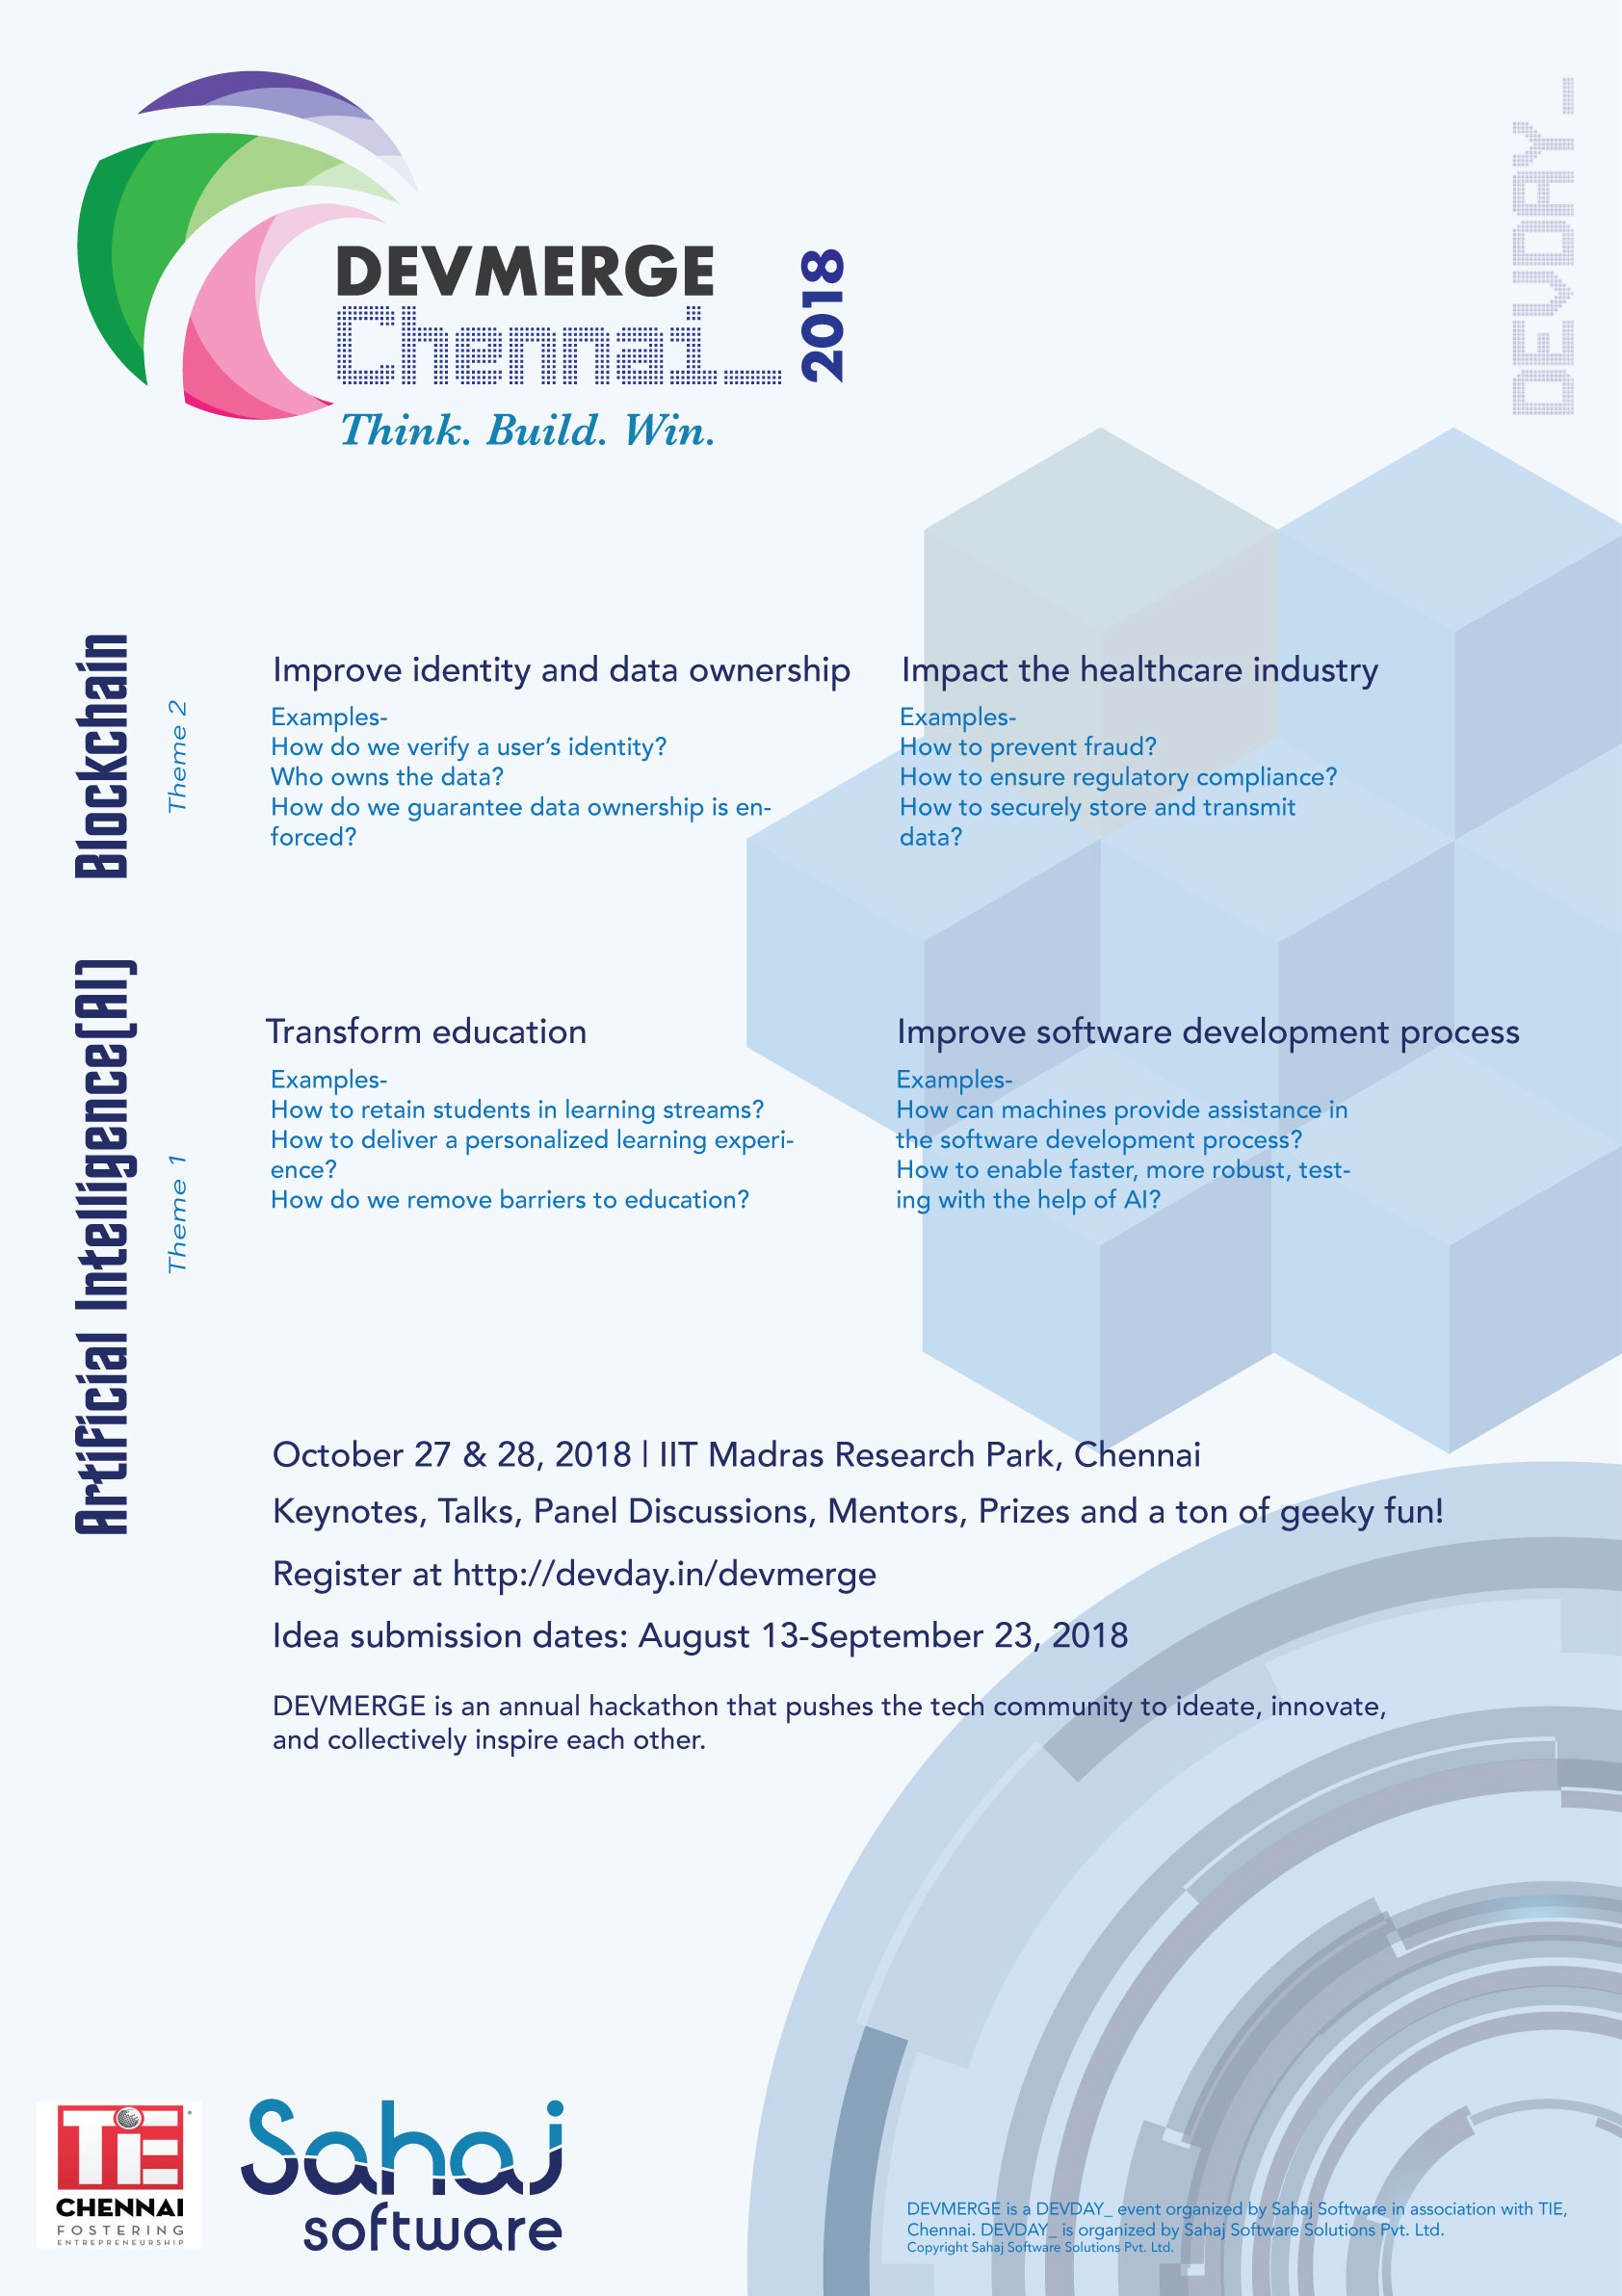 DEVMERGE
Chennai_
2018
Think. Build. Win.
DEVDAY_
Blockchain
Theme 2
Improve identity and data ownership
Examples-
How do we verify a user's identity?
Who owns the data?
How do we guarantee data ownership is en-
forced?
Impact the healthcare industry
Examples-
How to prevent fraud?
How to ensure regulatory compliance?
How to securely store and transmit
data?
Artificial Intelligence(AI)
Theme 1
Transform education
Examples-
How to retain students in learning streams?
How to deliver a personalized learning experi-
ence?
How do we remove barriers to education?
Improve software development process
Examples-
How can machines provide assistance in
the software development process?
How to enable faster, more robust, test-
ing with the help of AI?
October 27 & 28, 2018 | IIT Madras Research Park, Chennai
Keynotes, Talks, Panel Discussions, Mentors, Prizes and a ton of geeky fun!
Register at http://devday.in/devmerge
Idea submission dates: August 13-September 23, 2018
DEVMERGE is an annual hackathon that pushes the tech community to ideate, innovate,
and collectively inspire each other.
TiE
CHENNAI
FOSTERING
ENTREPRENEURSHIP
Sahaj
software
DEVMERGE is a DEVDAY_ event organized by Sahaj Software in association with TIE,
Chennai. DEVDAY_ is organized by Sahaj Software Solutions Pvt. Ltd.
Copyright Sahaj Software Solutions Pvt. Ltd.